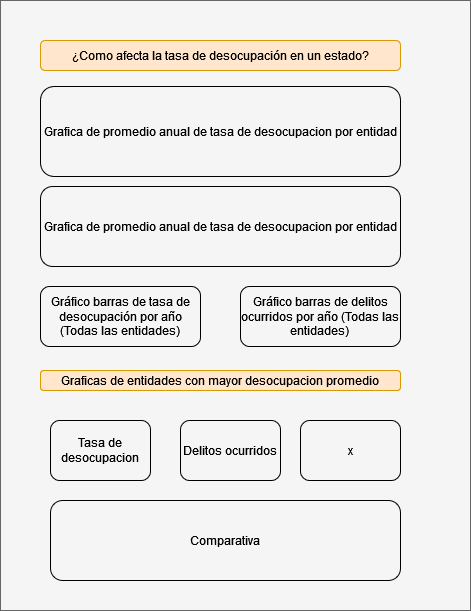 ¿Como afecta la tasa de desocupación en un estado?
Grafica de promedio anual de tasa de desocupacion por entidad
Grafica de promedio anual de tasa de desocupacion por entidad
Gráfico barras de tasa de
desocupación por año
(Todas las entidades)
Gráfico barras de delitos
ocurridos por año (Todas las
entidades)
Graficas de entidades con mayor desocupacion promedio
Tasa de
desocupacion
Delitos ocurridos
x
Comparativa